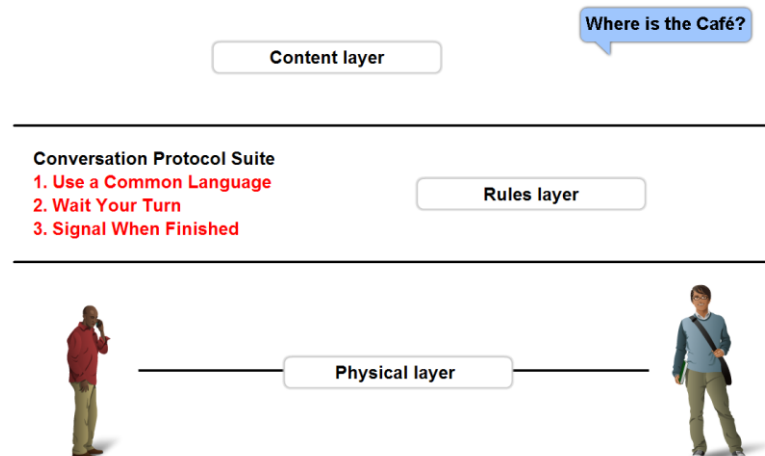 Where is the Café?
Content layer
Conversation Protocol Suite
1. Use a Common Language
2. Wait Your Turn
3. Signal When Finished
Rules layer
Physical layer